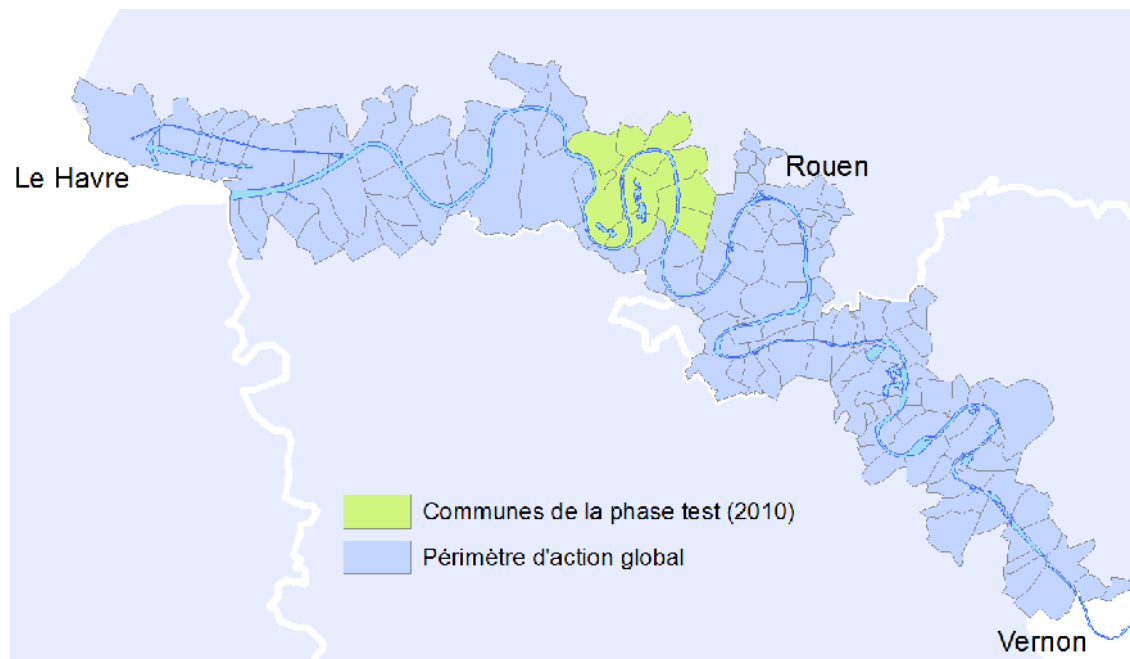 Le Havre
Rouen
Communes de la phase test (2010)
Périmètre d'action global
Vernon